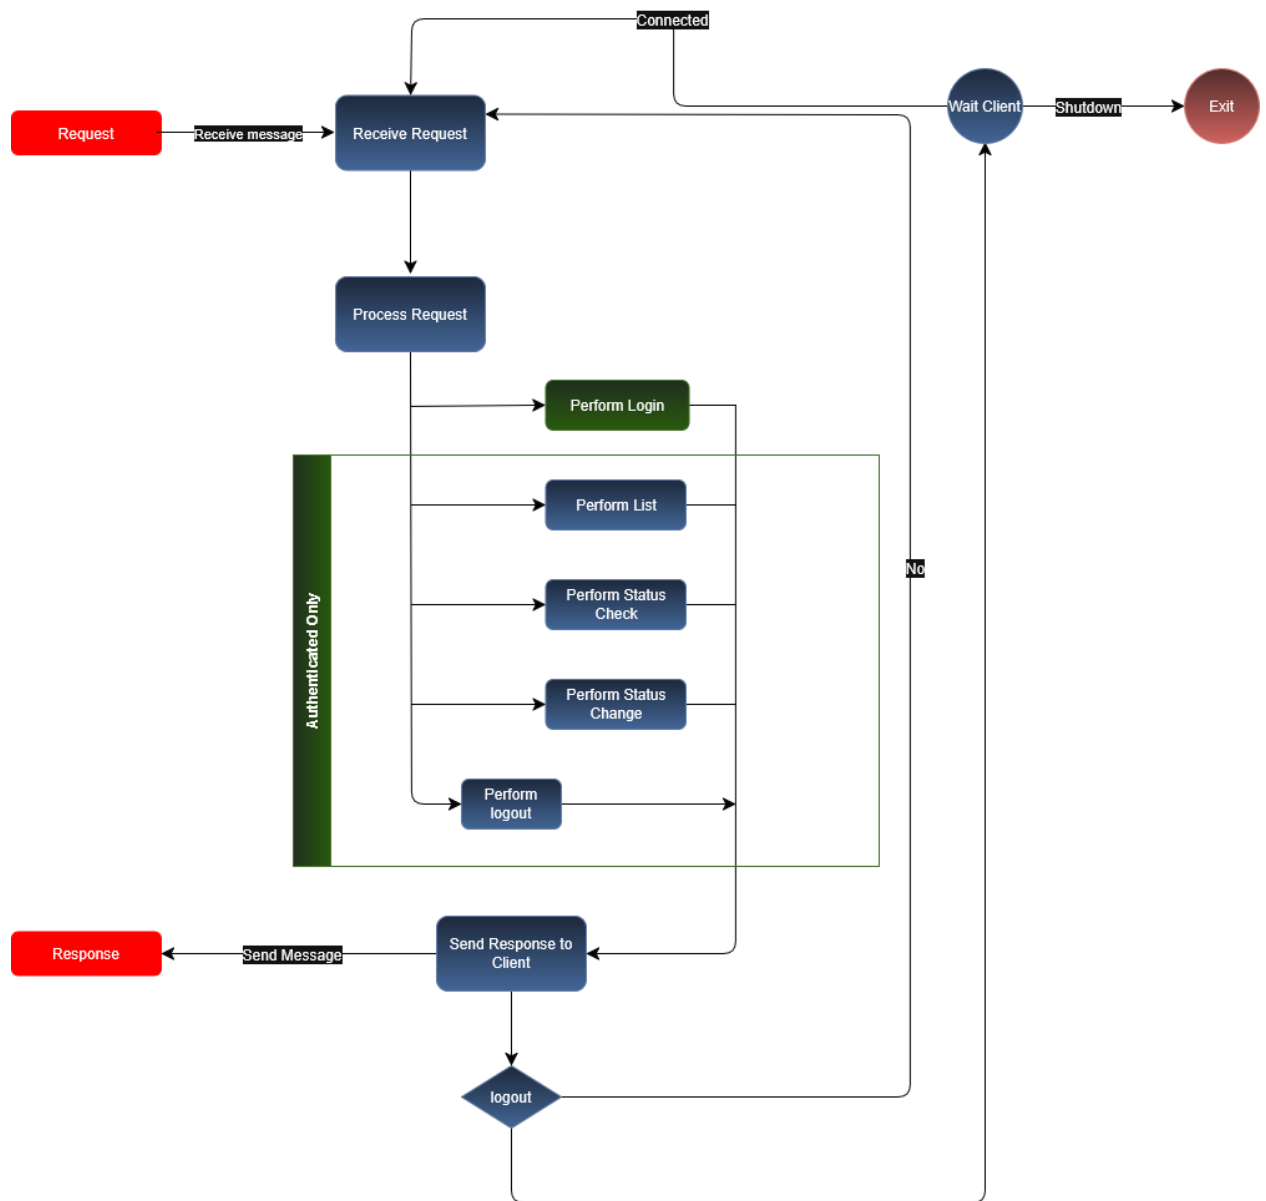 Connected
Wait Client
Shutdown
Exit
Request
Receive message
Receive Request
Process Request
Perform Login
Perform List
No
Perform Status
Check
Authenticated Only
Perform Status
Change
Perform
logout
Response
Send Message
Send Response to
Client
logout